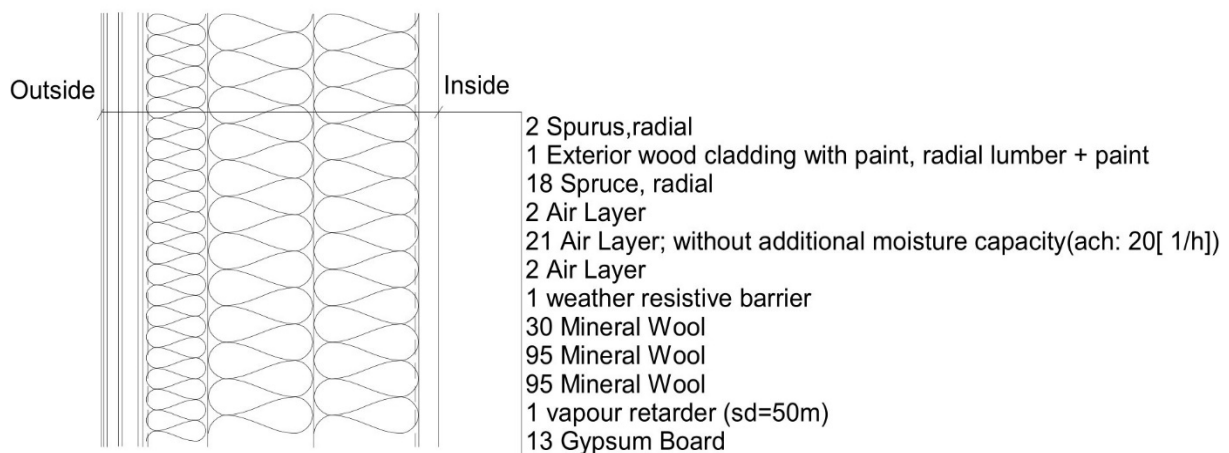 Outside
Inside
2 Spurus,radial
1 Exterior wood cladding with paint, radial lumber + paint
18 Spruce, radial
2 Air Layer
21 Air Layer; without additional moisture capacity(ach: 20[ 1/h])
2 Air Layer
1 weather resistive barrier
30 Mineral Wool
95 Mineral Wool
95 Mineral Wool
1 vapour retarder (sd=50m)
13 Gypsum Board